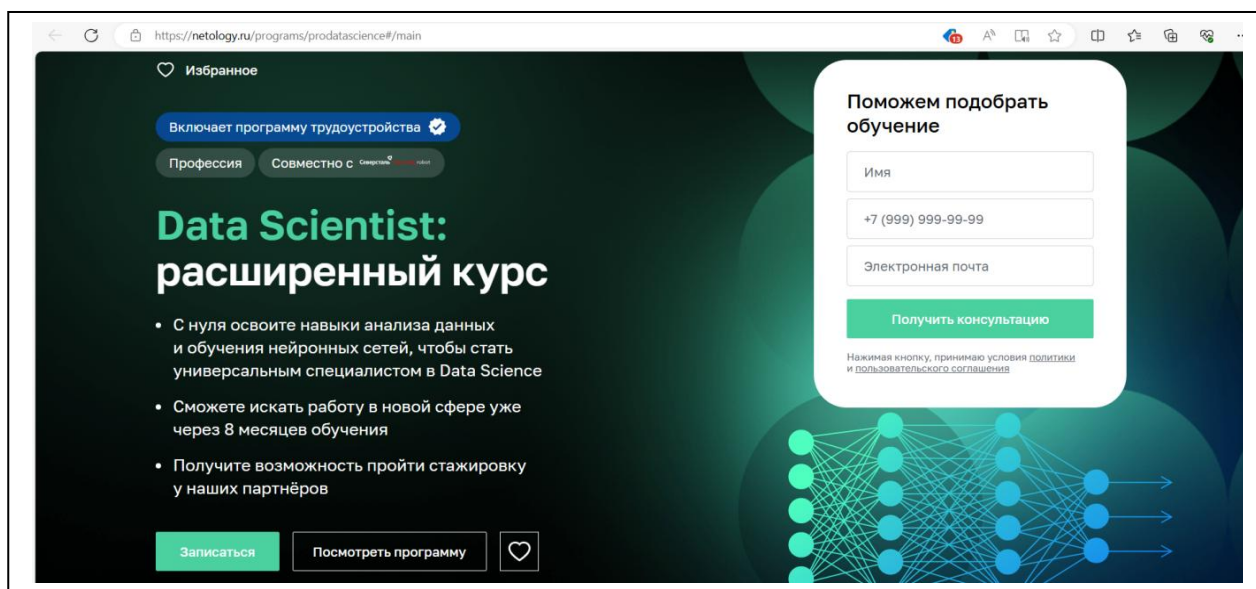 https://netology.ru/programs/prodatascience#/main
13
Избранное
Включает программу трудоустройства
Профессия
Совместно с Северсталь
Data Scientist:
расширенный курс
• С нуля освоите навыки анализа данных
и обучения нейронных сетей, чтобы стать
универсальным специалистом в Data Science
• Сможете искать работу в новой сфере уже
через 8 месяцев обучения
• Получите возможность пройти стажировку
у наших партнёров
Записаться
Посмотреть программу
Поможем подобрать
обучение
Имя
+7 (999) 999-99-99
Электронная почта
Получить консультацию
Нажимая кнопку, принимаю условия политики
и пользовательского соглашения